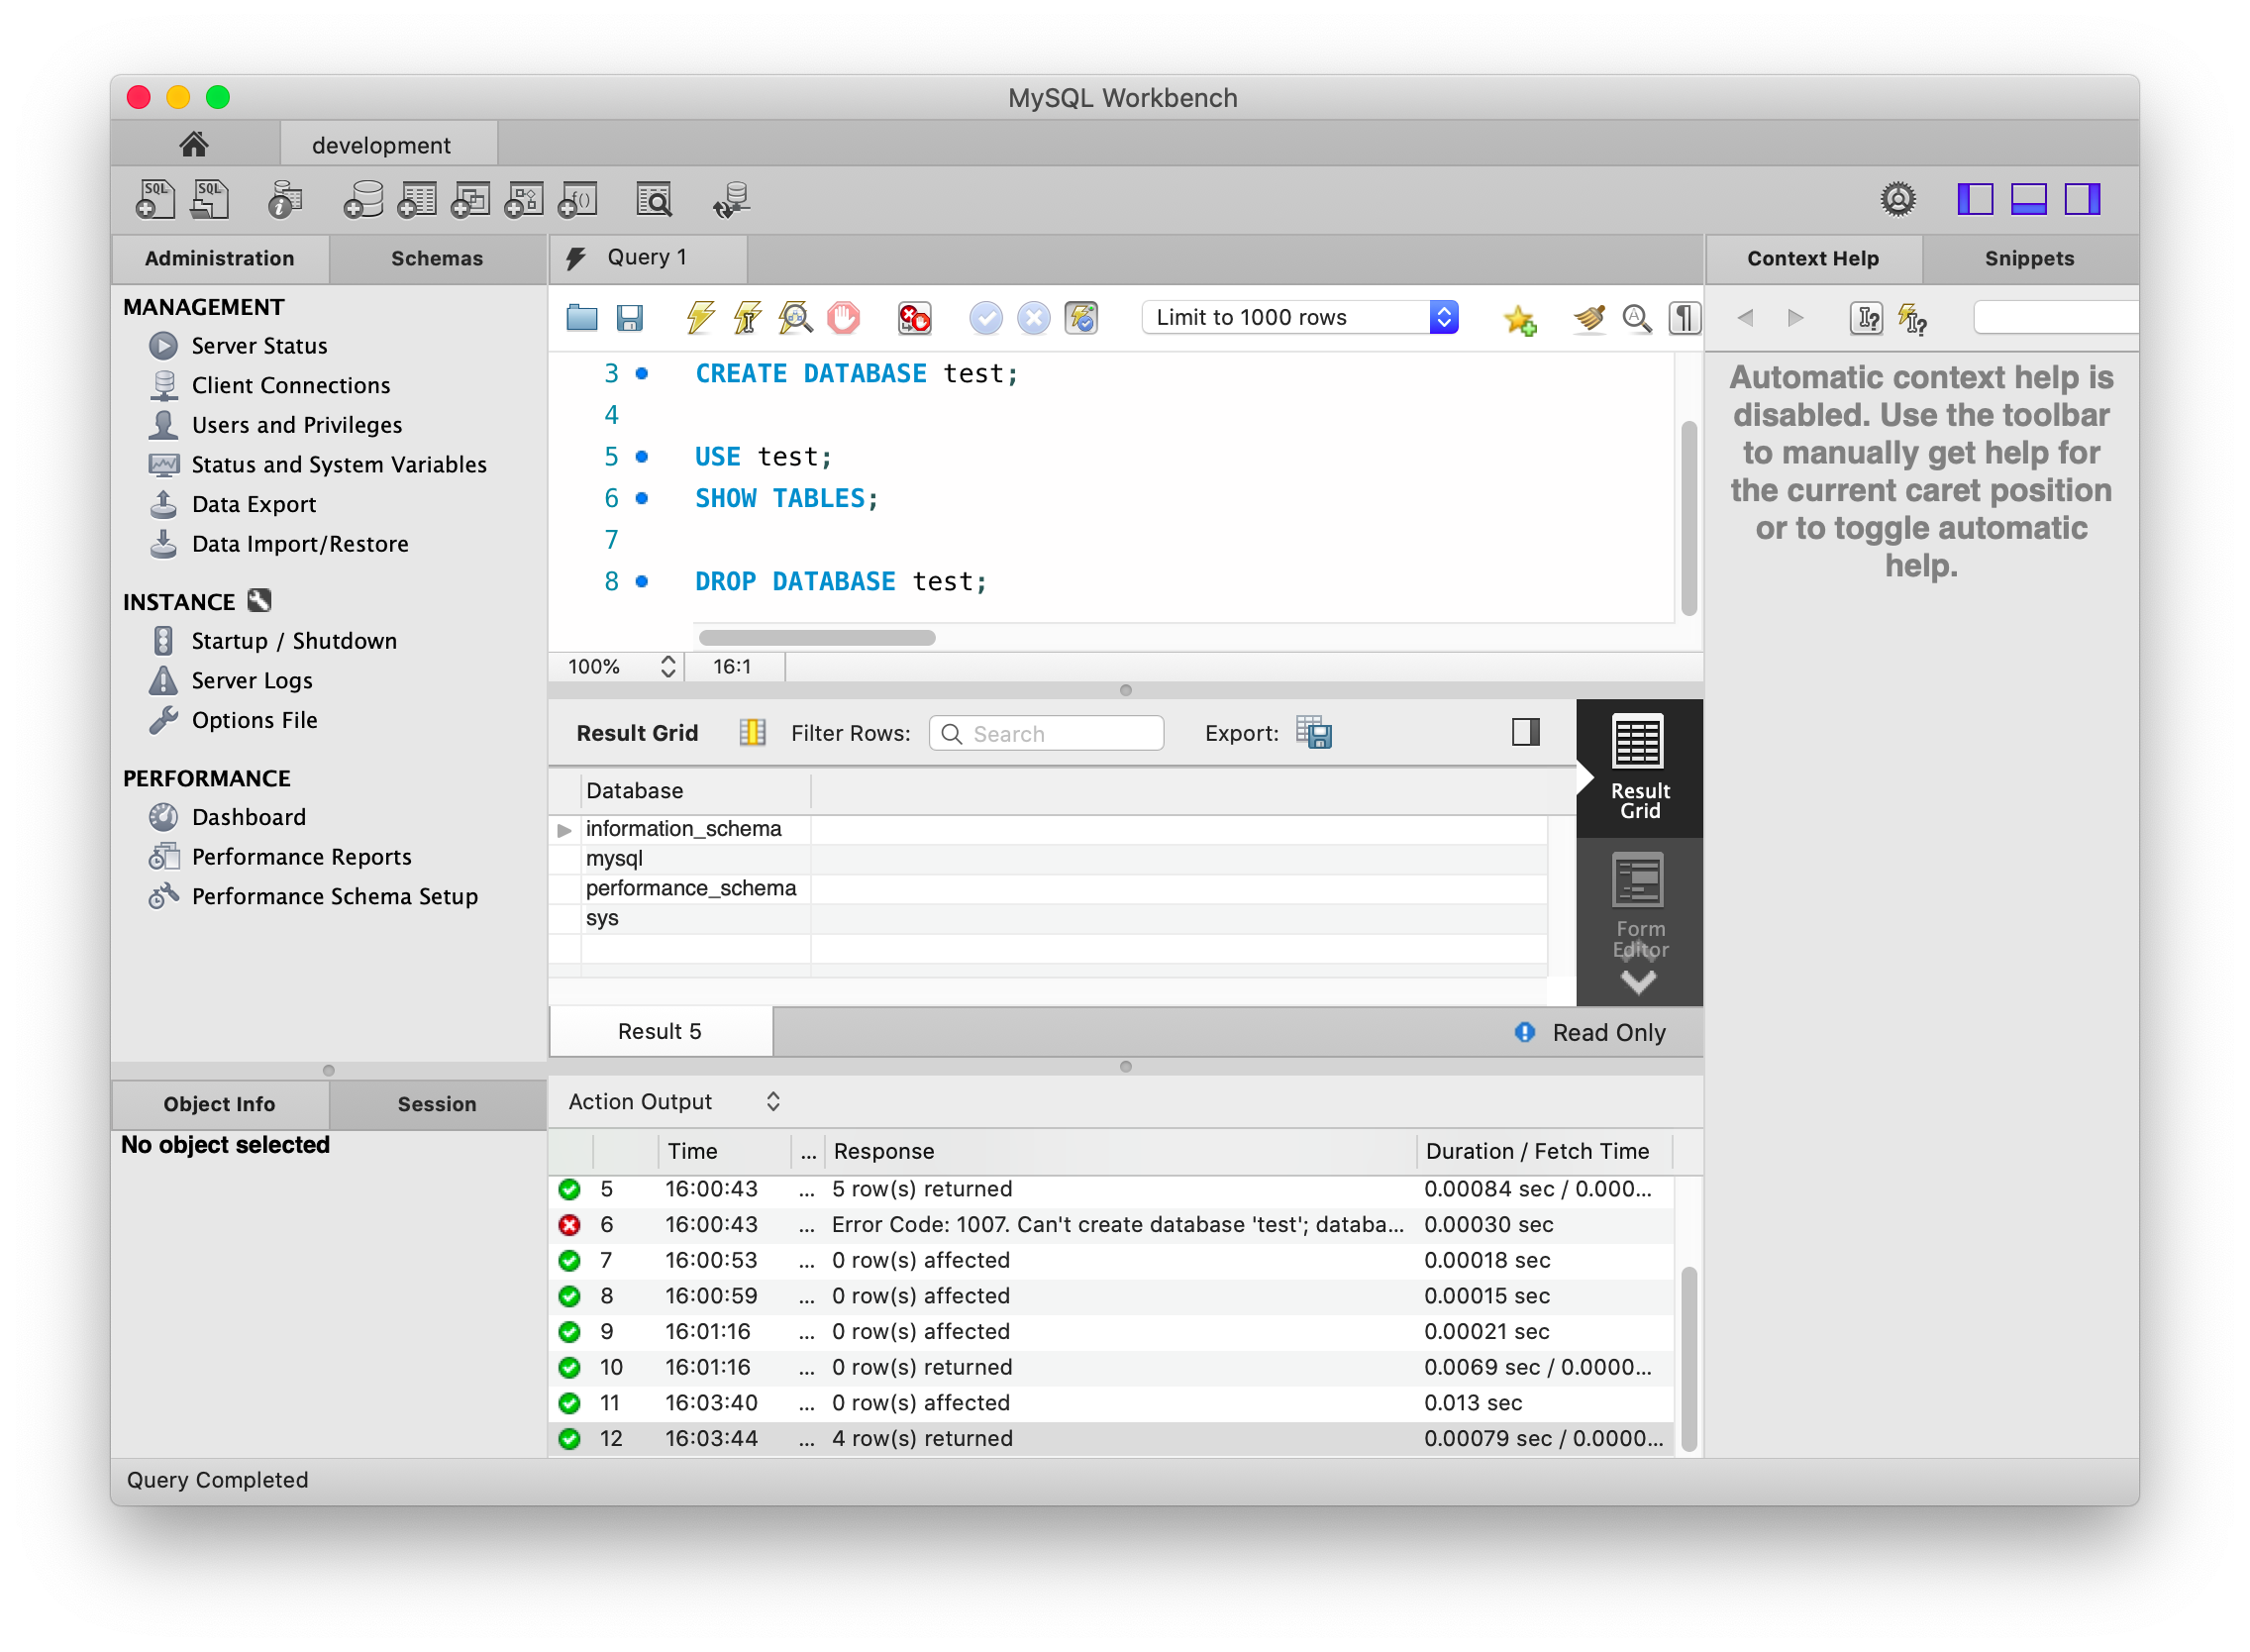 MySQL Workbench
development
SQL
SQL
Administration
Schemas
MANAGEMENT
Server Status
Client Connections
Users and Privileges
Status and System Variables
Data Export
Data Import/Restore
INSTANCE
Startup / Shutdown
Server Logs
Options File
PERFORMANCE
Dashboard
Performance Reports
Performance Schema Setup
Object Info
Session
No object selected
Query 1
Limit to 1000 rows
3 CREATE DATABASE test;
4
5 USE test;
6 SHOW TABLES;
7
8 DROP DATABASE test;
100%
16:1
Result Grid
Filter Rows:
Search
Export:
Database
information_schema
mysql
performance_schema
sys
Result
Grid
Form
Editor
Result 5
Read Only
Action Output
Time ... Response Duration / Fetch Time
5 16:00:43 ... 5 row(s) returned 0.00084 sec / 0.000...
6 16:00:43 ... Error Code: 1007. Can't create database 'test'; databa... 0.00030 sec
7 16:00:53 ... 0 row(s) affected 0.00018 sec
8 16:00:59 ... 0 row(s) affected 0.00015 sec
9 16:01:16 ... 0 row(s) affected 0.00021 sec
10 16:01:16 ... 0 row(s) returned 0.0069 sec / 0.0000...
11 16:03:40 ... 0 row(s) affected 0.013 sec
12 16:03:44 ... 4 row(s) returned 0.00079 sec / 0.0000...
Context Help
Snippets
Automatic context help is
disabled. Use the toolbar
to manually get help for
the current caret position
or to toggle automatic
help.
Query Completed